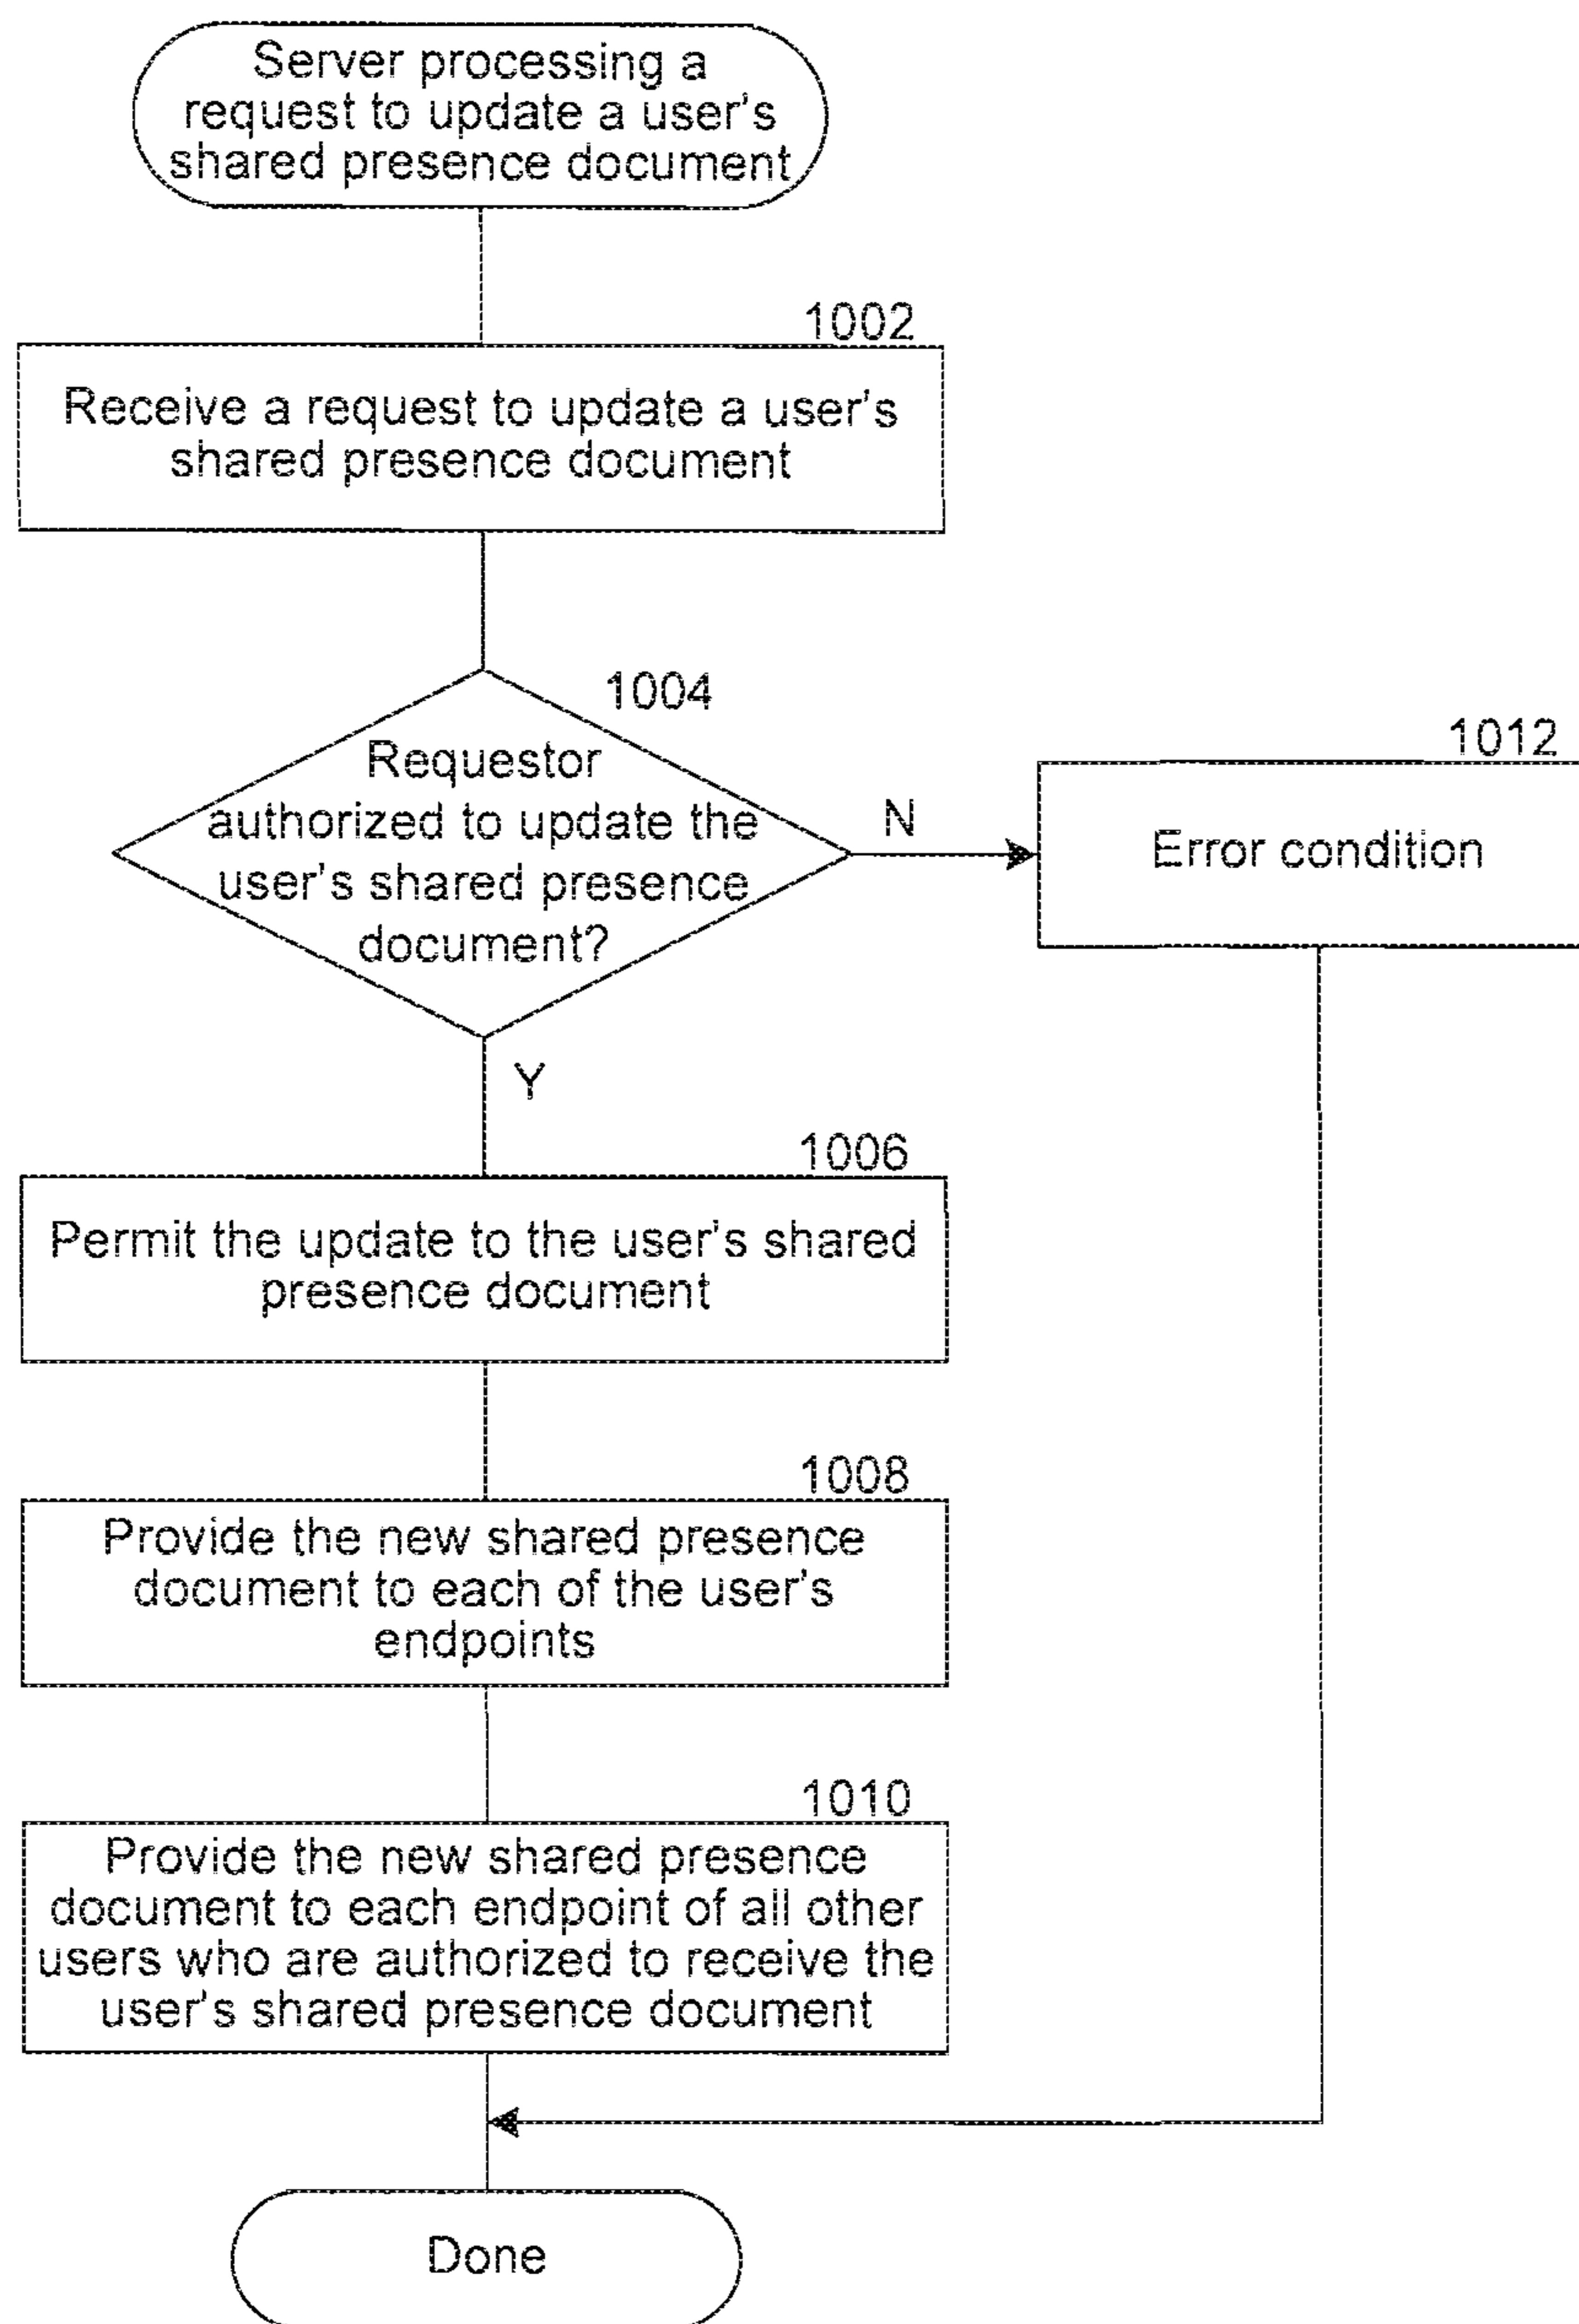 Server processing a
request to update a user's
shared presence document
1002
Receive a request to update a user's
shared presence document
1004
Requestor
authorized to update the
user's shared presence
document?
N
1012
Error condition
Y
1006
Permit the update to the user's shared
presence document
1008
Provide the new shared presence
document to each of the user's
endpoints
1010
Provide the new shared presence
document to each endpoint of all other
users who are authorized to receive the
user's shared presence document
Done